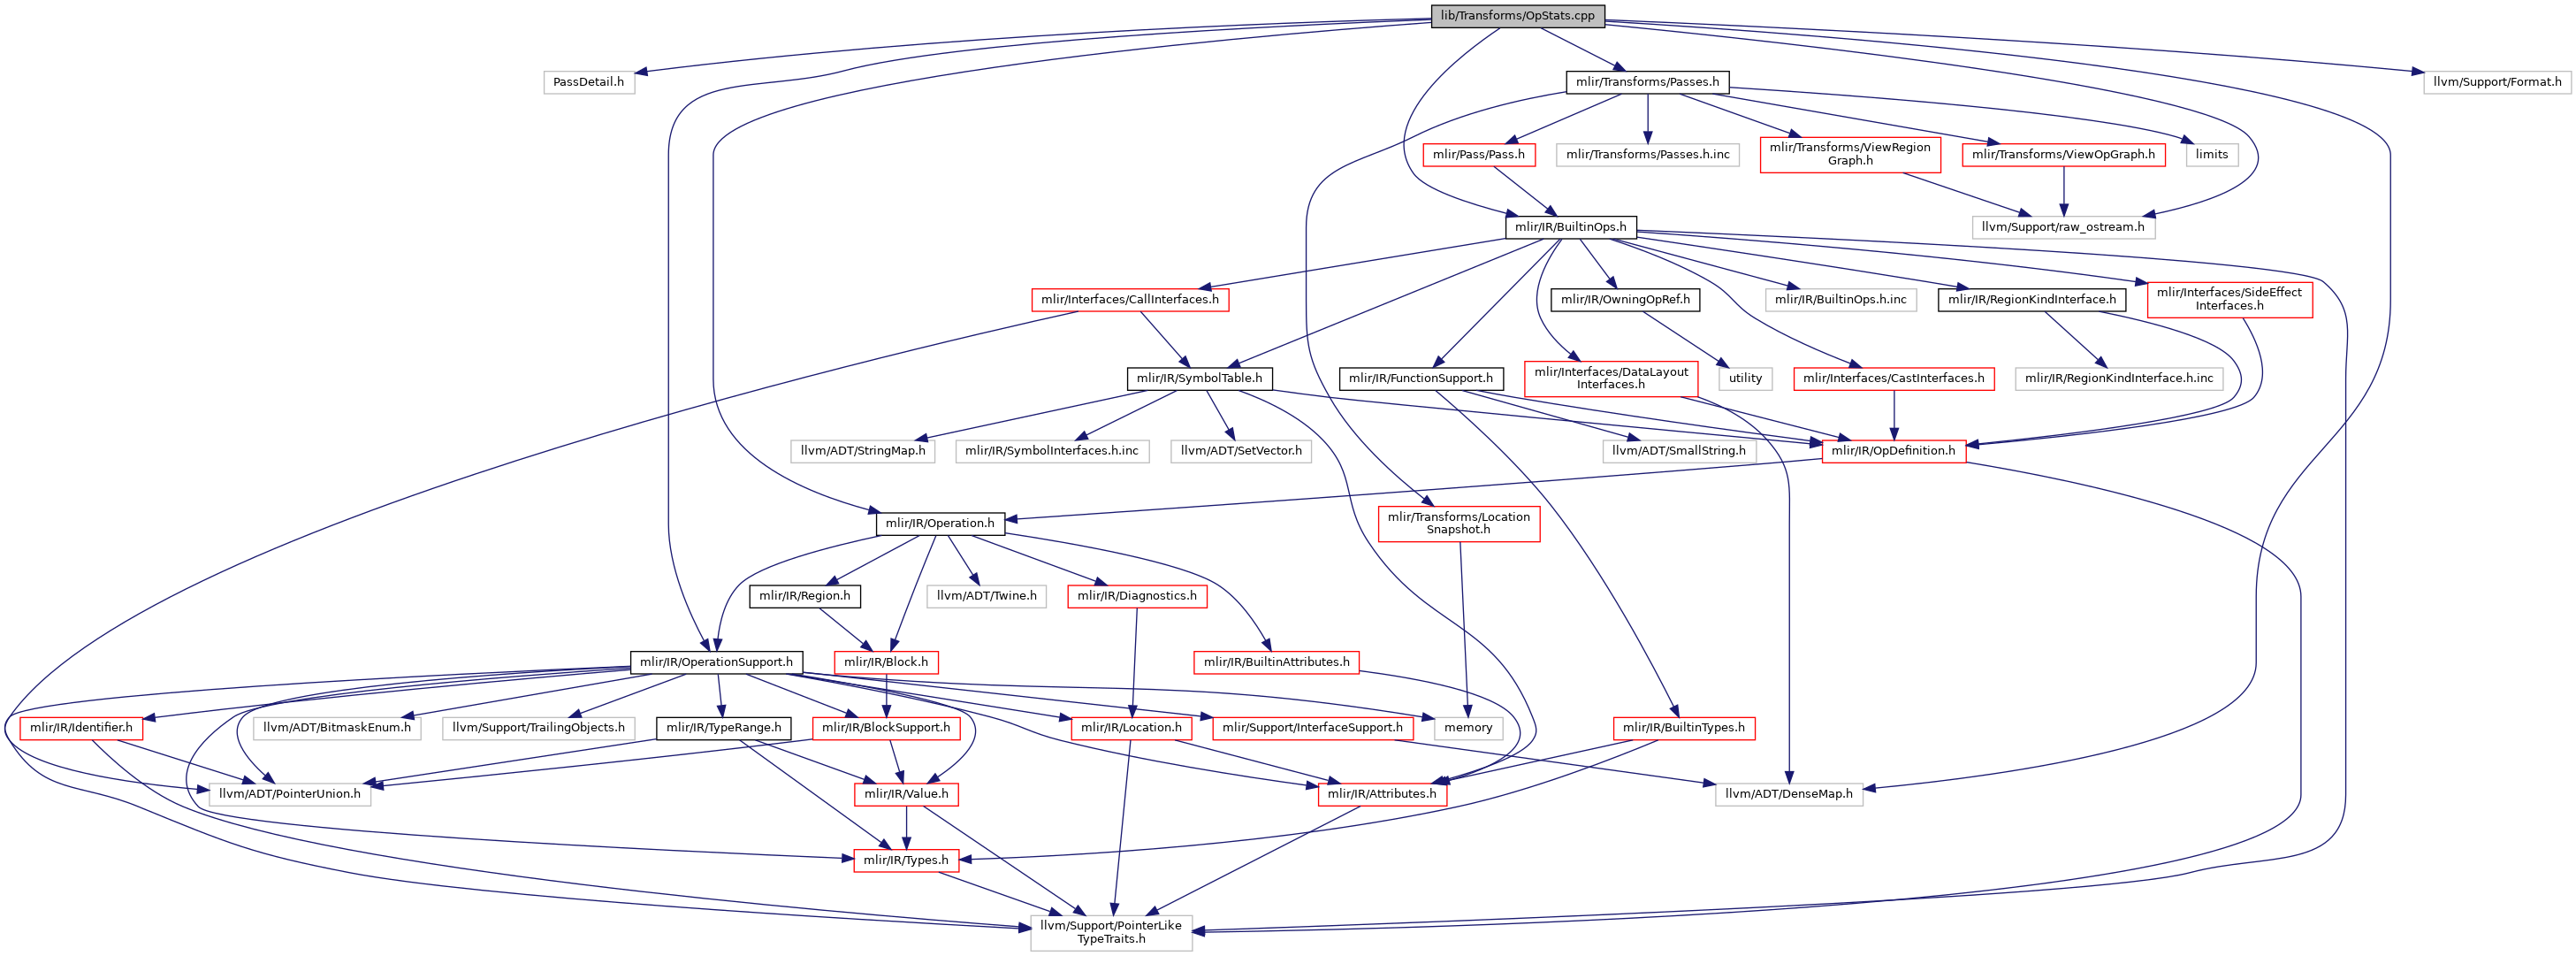 lib/Transforms/OpStats.cpp
PassDetail.h
mlir/Transforms/Passes.h
llvm/Support/Format.h
mlir/Pass/Pass.h
mlir/Transforms/Passes.h.inc
mlir/Transforms/ViewRegion
Graph.h
mlir/Transforms/ViewOpGraph.h
limits
mlir/IR/BuiltinOps.h
llvm/Support/raw_ostream.h
mlir/Interfaces/CallInterfaces.h
mlir/IR/OwningOpRef.h
mlir/IR/BuiltinOps.h.inc
mlir/IR/RegionKindInterface.h
mlir/Interfaces/SideEffect
Interfaces.h
mlir/IR/SymbolTable.h
mlir/IR/FunctionSupport.h
mlir/Interfaces/DataLayout
Interfaces.h
utility
mlir/Interfaces/CastInterfaces.h
mlir/IR/RegionKindInterface.h.inc
llvm/ADT/StringMap.h
mlir/IR/SymbolInterfaces.h.inc
llvm/ADT/SetVector.h
llvm/ADT/SmallString.h
mlir/IR/OpDefinition.h
mlir/IR/Operation.h
mlir/Transforms/Location
Snapshot.h
mlir/IR/Region.h
llvm/ADT/Twine.h
mlir/IR/Diagnostics.h
mlir/IR/OperationSupport.h
mlir/IR/Block.h
mlir/IR/BuiltinAttributes.h
mlir/IR/Identifier.h
llvm/ADT/BitmaskEnum.h
llvm/Support/TrailingObjects.h
mlir/IR/TypeRange.h
mlir/IR/BlockSupport.h
mlir/IR/Location.h
mlir/Support/InterfaceSupport.h
memory
mlir/IR/BuiltinTypes.h
llvm/ADT/PointerUnion.h
mlir/IR/Value.h
mlir/IR/Attributes.h
llvm/ADT/DenseMap.h
mlir/IR/Types.h
llvm/Support/PointerLike
TypeTraits.h